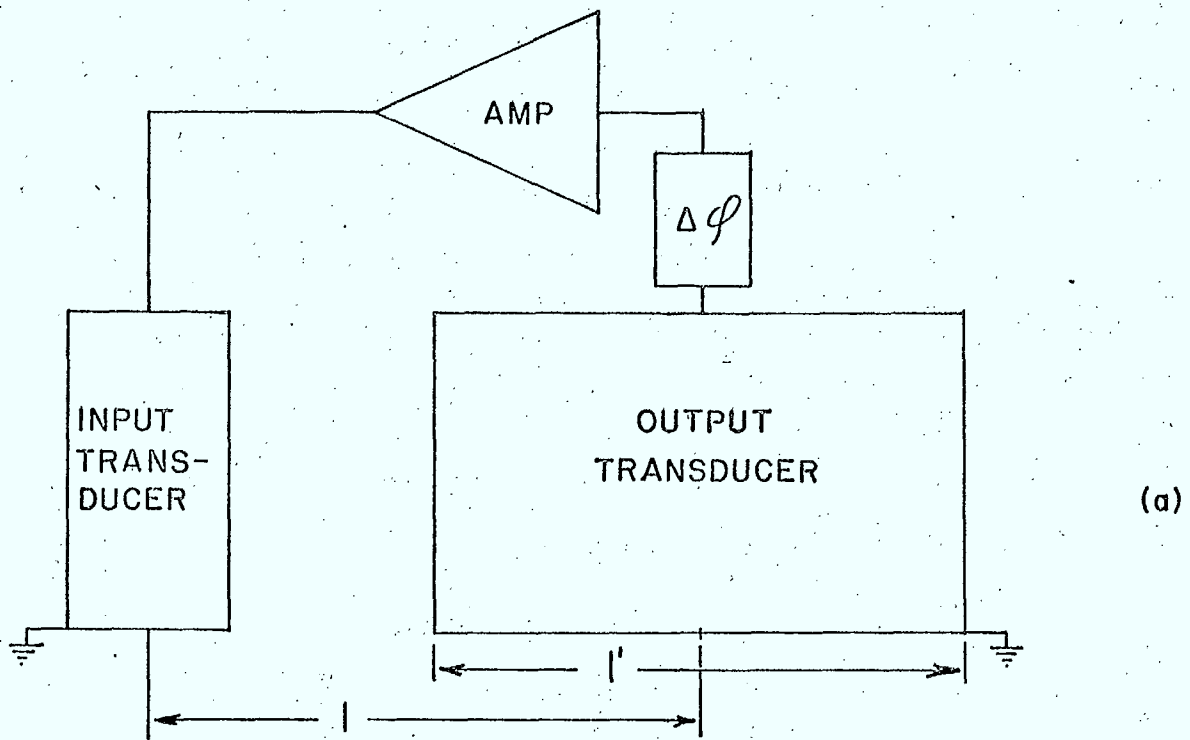 AMP
Δφ
INPUT
TRANS-
DUCER
OUTPUT
TRANSDUCER
(a)
l'
l